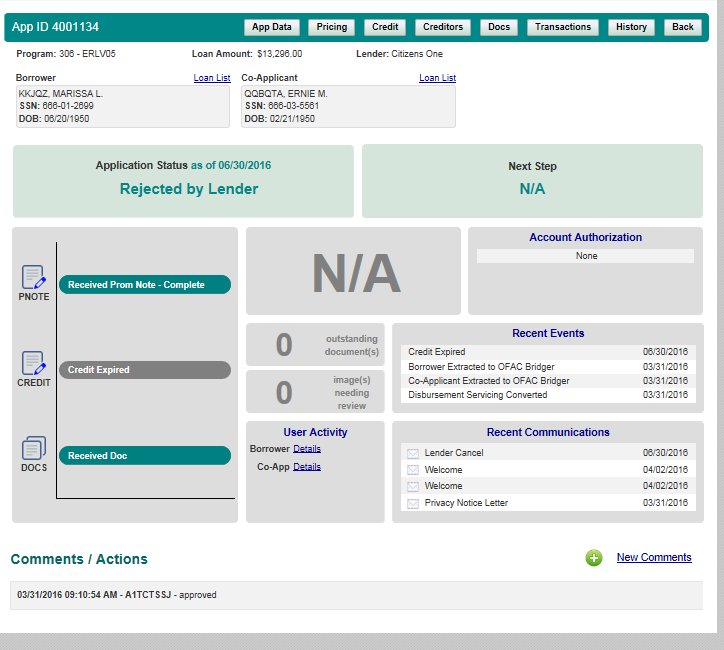 App ID 4001134 App Data Pricing Credit Creditors Docs Transactions History Back
Program: 306 - ERLV05 Loan Amount: $13,296.00 Lender: Citizens One
Borrower Loan List Co-Applicant Loan List
KKJQZ, MARISSA L. QQBQTA, ERNIE M.
SSN: 666-01-2699 SSN: 666-03-5561
DOB: 06/20/1950 DOB: 02/21/1950
Application Status as of 06/30/2016
Rejected by Lender
Next Step
N/A
PNOTE
Received Prom Note - Complete
CREDIT
Credit Expired
DOCS
Received Doc
N/A
Account Authorization
None
0 outstanding
document(s)
0 image(s)
needing
review
Recent Events
Credit Expired 06/30/2016
Borrower Extracted to OFAC Bridger 03/31/2016
Co-Applicant Extracted to OFAC Bridger 03/31/2016
Disbursement Servicing Converted 03/31/2016
User Activity
Borrower Details
Co-App Details
Recent Communications
Lender Cancel 06/30/2016
Welcome 04/02/2016
Welcome 04/02/2016
Privacy Notice Letter 03/31/2016
Comments / Actions New Comments
03/31/2016 09:10:54 AM - A1TCTSSJ - approved